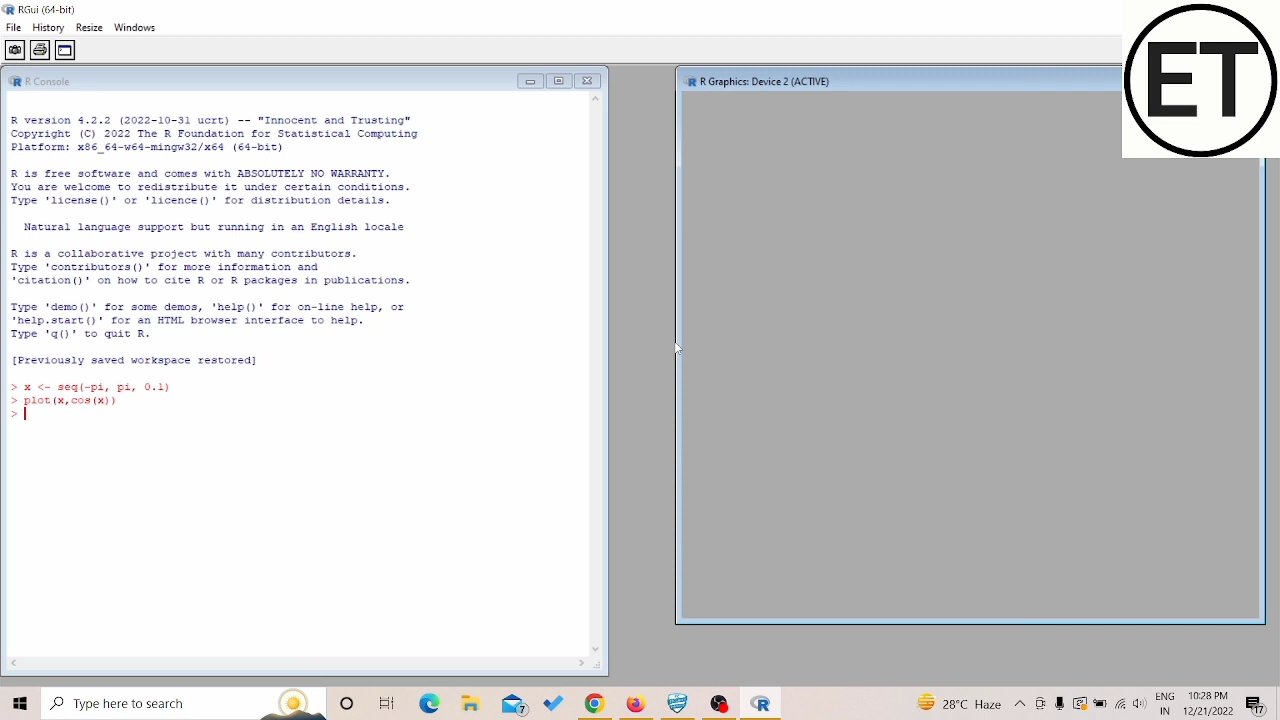 RGui (64-bit)
File History Resize Windows
ET
R Console
R Graphics: Device 2 (ACTIVE)
R version 4.2.2 (2022-10-31 ucrt) -- "Innocent and Trusting"
Copyright (C) 2022 The R Foundation for Statistical Computing
Platform: x86_64-w64-mingw32/x64 (64-bit)
R is free software and comes with ABSOLUTELY NO WARRANTY.
You are welcome to redistribute it under certain conditions.
Type 'license()' or 'licence()' for distribution details.
Natural language support but running in an English locale
R is a collaborative project with many contributors.
Type 'contributors()' for more information and
'citation()' on how to cite R or R packages in publications.
Type 'demo()' for some demos, 'help()' for on-line help, or
'help.start()' for an HTML browser interface to help.
Type 'q()' to quit R.
[Previously saved workspace restored]
> x <- seq(-pi, pi, 0.1)
> plot(x,cos(x))
>
Type here to search
7
28°C Haze
ENG
IN
10:28 PM
12/21/2022
17